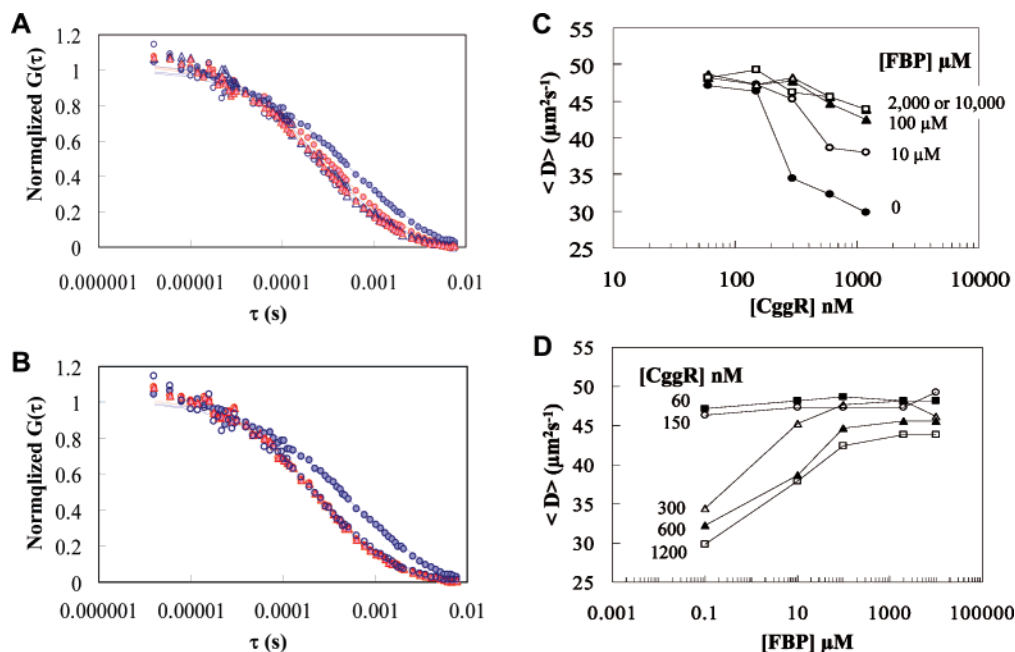 A
Normqlized G(τ)
1.2
1
0.8
0.6
0.4
0.2
0
0.000001 0.00001 0.0001 0.001 0.01
τ (s)
B
Normqlized G(τ)
1.2
1
0.8
0.6
0.4
0.2
0
0.000001 0.00001 0.0001 0.001 0.01
τ (s)
C
< D> (µm²s⁻¹)
55
50
45
40
35
30
25
[FBP] µM
2,000 or 10,000
100 µM
10 µM
0
10 100 1000 10000
[CggR] nM
D
< D> (µm²s⁻¹)
55
50
45
40
35
30
25
[CggR] nM
60
150
300
600
1200
0.001 0.1 10 1000 100000
[FBP] µM